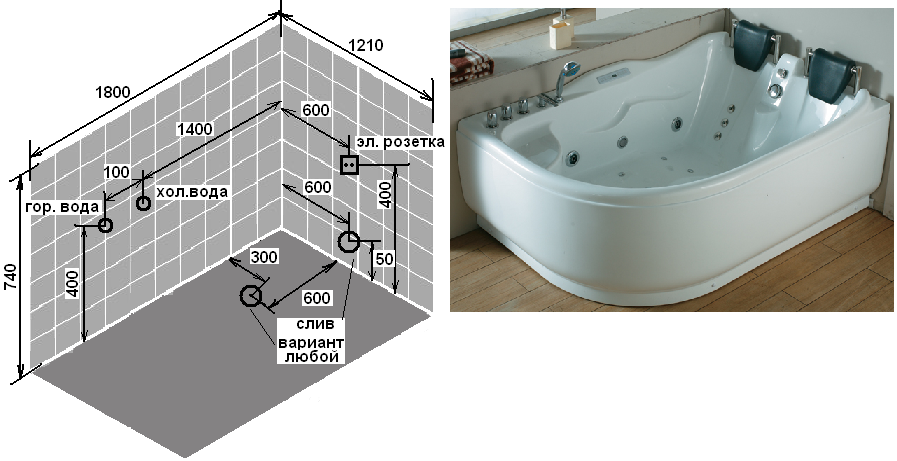 1210
1800
600
1400
эл. розетка
100
хол.вода
600
400
гор. вода
740
400
300
50
600
слив
вариант
любой